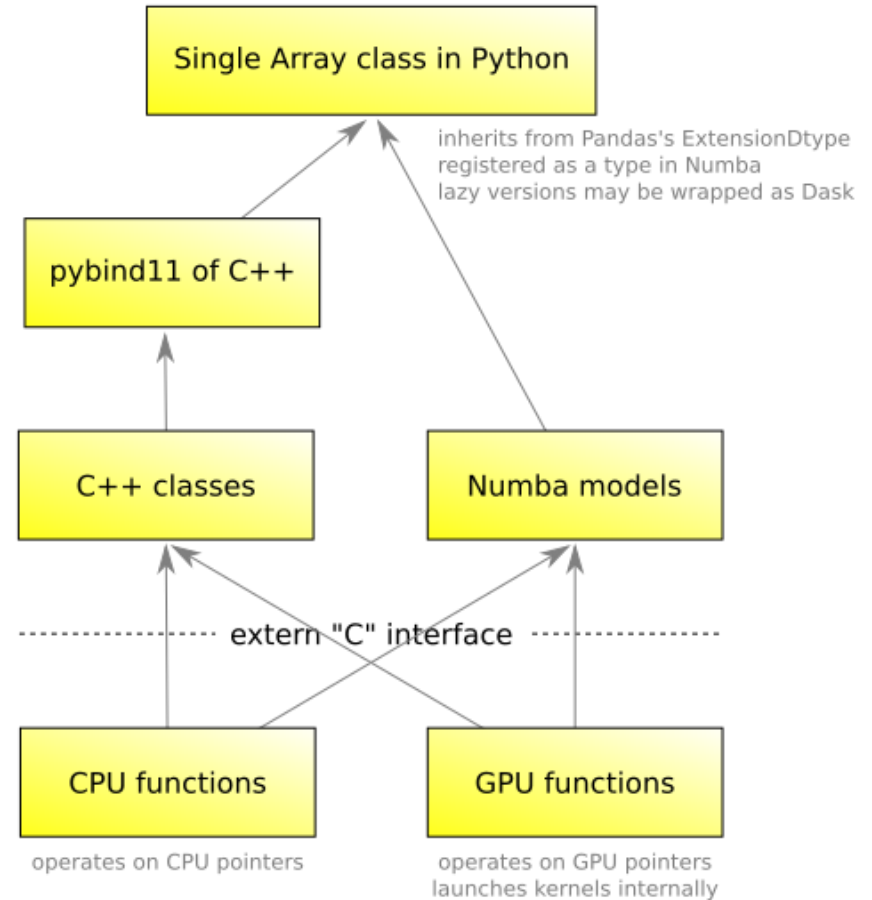 Single Array class in Python
inherits from Pandas's ExtensionDtype
registered as a type in Numba
lazy versions may be wrapped as Dask
pybind11 of C++
C++ classes
Numba models
extern "C" interface
CPU functions
GPU functions
operates on CPU pointers
operates on GPU pointers
launches kernels internally